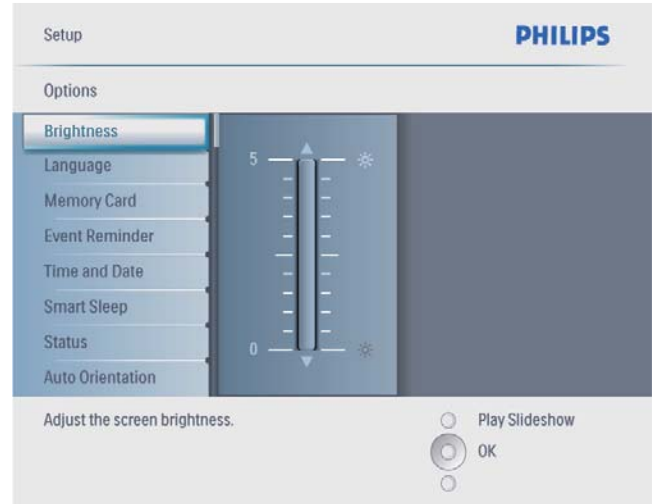 Setup
PHILIPS
Options
Brightness
Language
Memory Card
Event Reminder
Time and Date
Smart Sleep
Status
Auto Orientation
5
0
Adjust the screen brightness.
Play Slideshow
OK